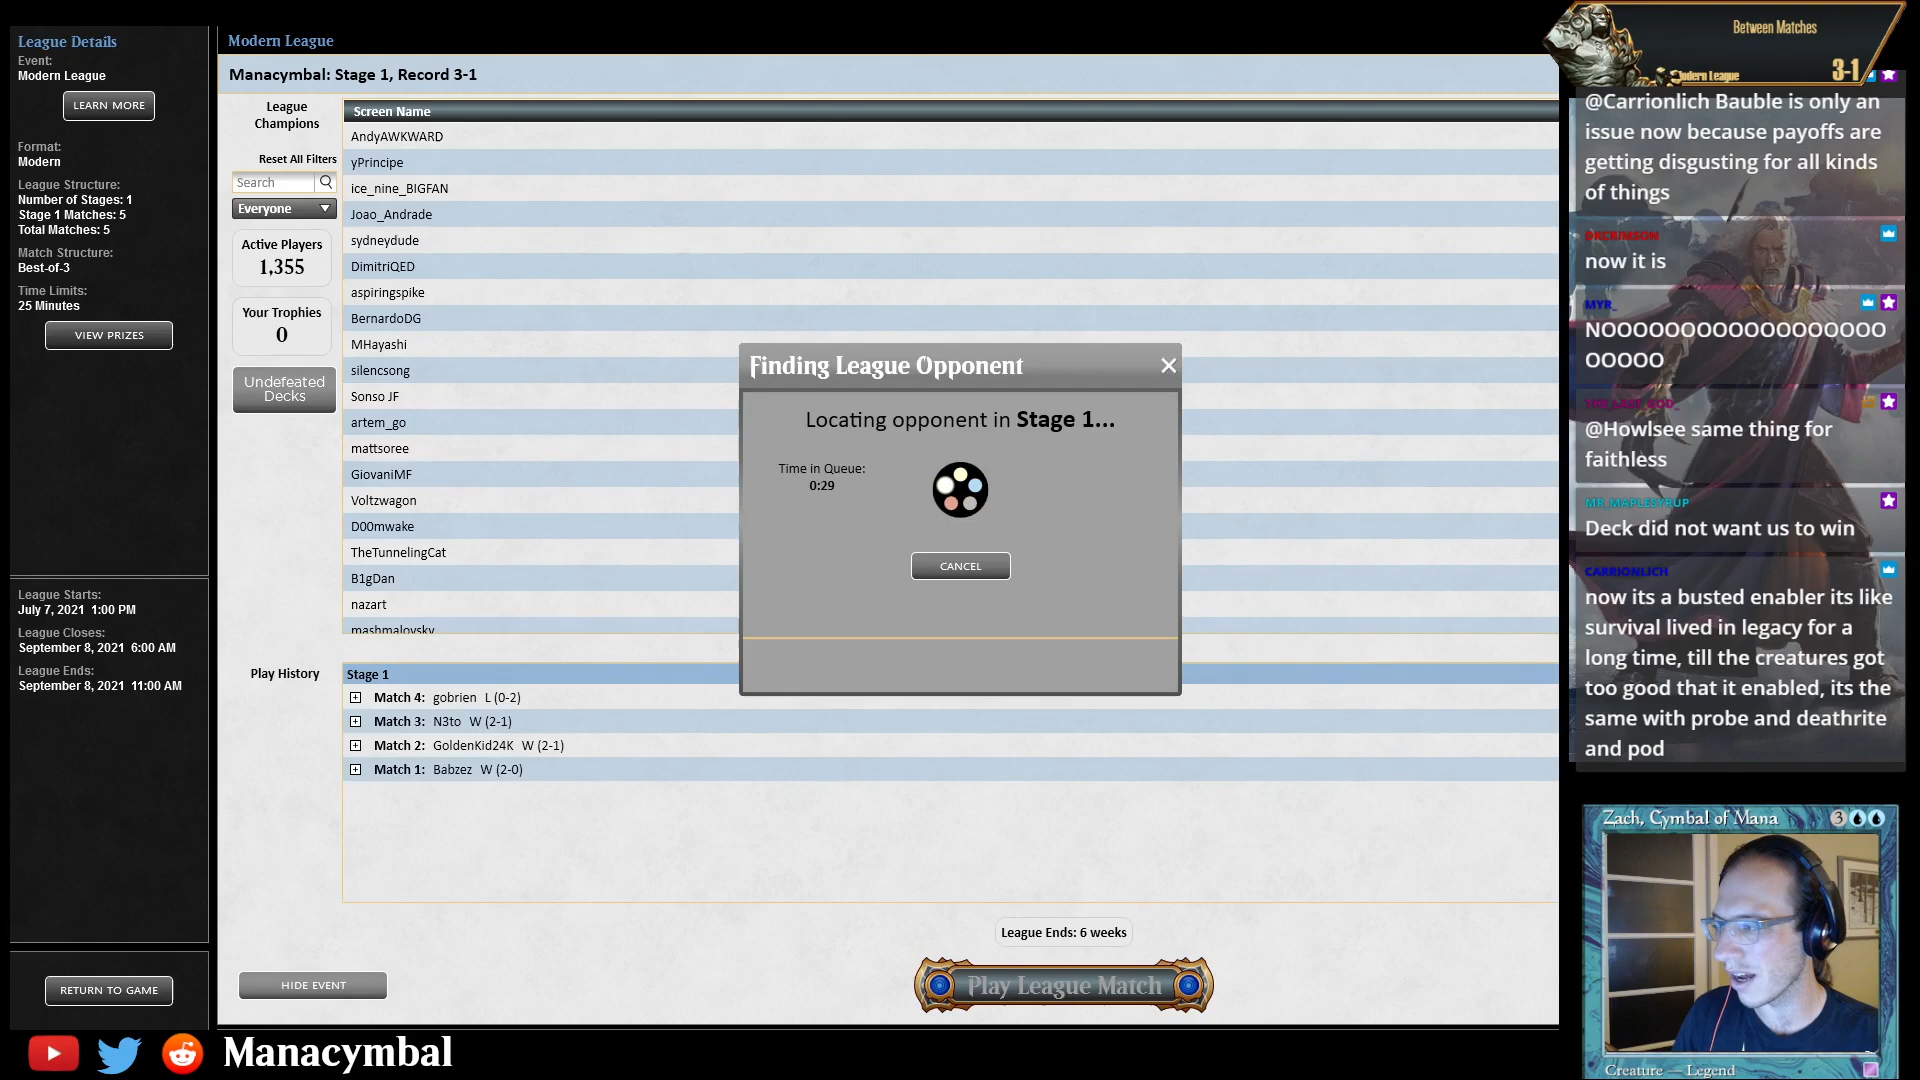 League Details
Event:
Modern League
LEARN MORE
Format:
Modern
League Structure:
Number of Stages: 1
Stage 1 Matches: 5
Total Matches: 5
Match Structure:
Best-of-3
Time Limits:
25 Minutes
VIEW PRIZES
League Starts:
July 7, 2021 1:00 PM
League Closes:
September 8, 2021 6:00 AM
League Ends:
September 8, 2021 11:00 AM
RETURN TO GAME
Modern League
Manacymbal: Stage 1, Record 3-1
League
Champions
Reset All Filters
Search
Everyone
Active Players
1,355
Your Trophies
0
Undefeated
Decks
Screen Name
AndyAWKWARD
yPrincipe
ice_nine_BIGFAN
Joao_Andrade
sydneydude
DimitriQED
aspiringspike
BernardoDG
MHayashi
silencsong
Sonso JF
artem_go
mattsoree
GiovaniMF
Voltzwagon
D00mwake
TheTunnelingCat
B1gDan
nazart
mashmalovsky
Finding League Opponent
Locating opponent in Stage 1...
Time in Queue:
0:29
CANCEL
Play History
Stage 1
Match 4: gobrien L (0-2)
Match 3: N3to W (2-1)
Match 2: GoldenKid24K W (2-1)
Match 1: Babzez W (2-0)
League Ends: 6 weeks
HIDE EVENT
Play League Match
Between Matches
Modern League
3-1
@Carrionlich Bauble is only an
issue now because payoffs are
getting disgusting for all kinds
of things
DRCRIMSON
now it is
MYR_
NOOOOOOOOOOOOOOOOOO
OOOOO
@Howlsee same thing for
faithless
MR_MAPLESYRUP
Deck did not want us to win
CARRIONLICH
now its a busted enabler its like
survival lived in legacy for a
long time, till the creatures got
too good that it enabled, its the
same with probe and deathrite
and pod
Zach, Cymbal of Mana 3
Creature — Legend
Manacymbal